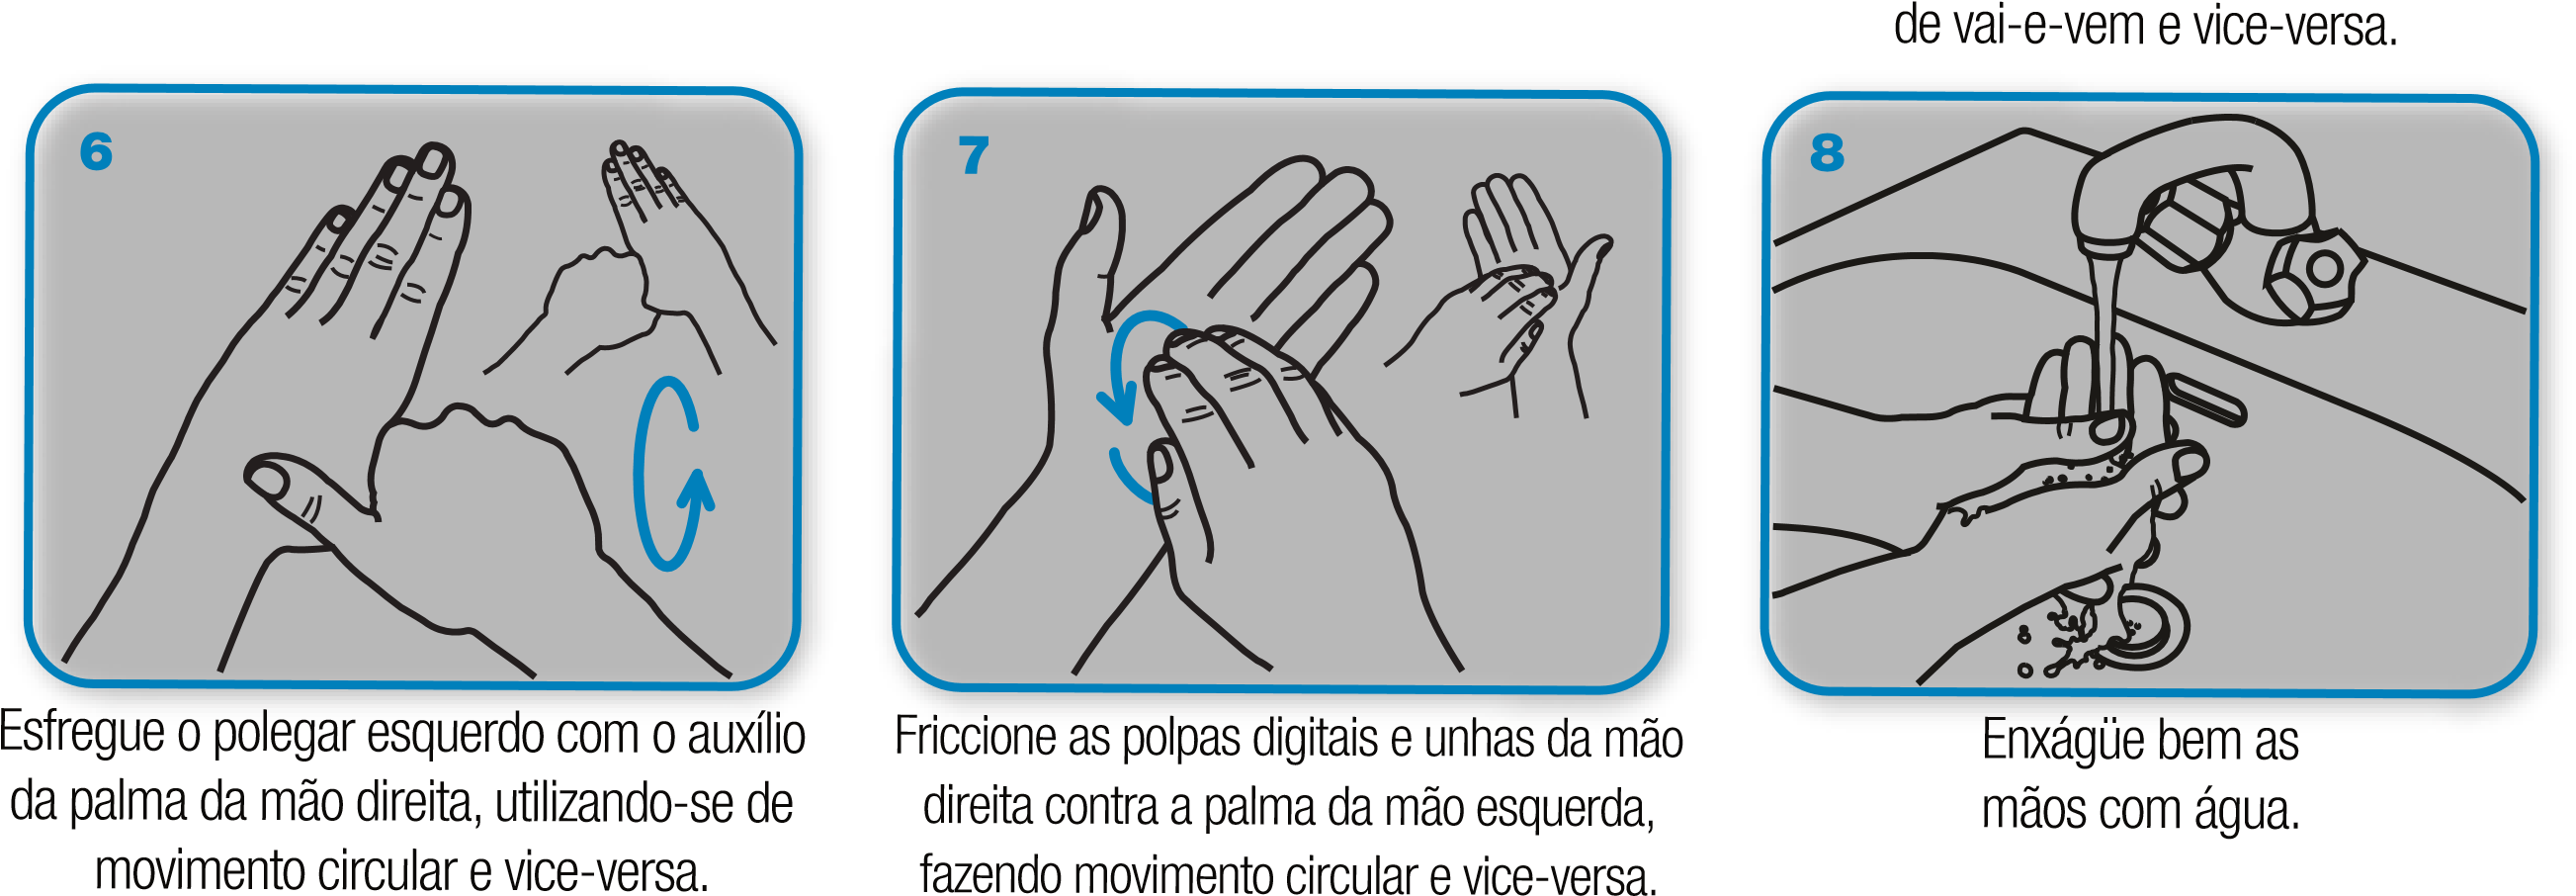 de vai-e-vem e vice-versa.
6
Esfregue o polegar esquerdo com o auxílio
da palma da mão direita, utilizando-se de
movimento circular e vice-versa.
7
Friccione as polpas digitais e unhas da mão
direita contra a palma da mão esquerda,
fazendo movimento circular e vice-versa.
8
Enxágüe bem as
mãos com água.